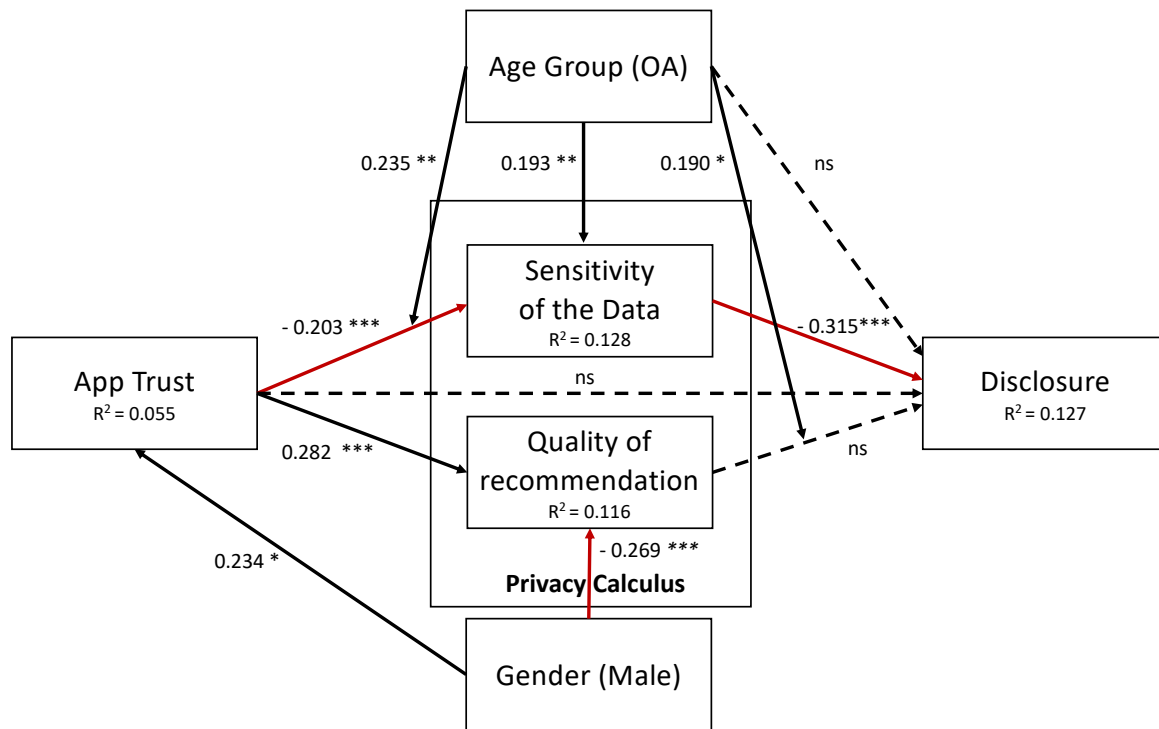 Age Group (OA)
0.235 **
0.193 **
0.190 *
ns
Sensitivity
of the Data
R² = 0.128
- 0.203 ***
- 0.315***
App Trust
R² = 0.055
ns
Disclosure
R² = 0.127
0.282 ***
Quality of
recommendation
R² = 0.116
ns
0.234 *
- 0.269 ***
Privacy Calculus
Gender (Male)